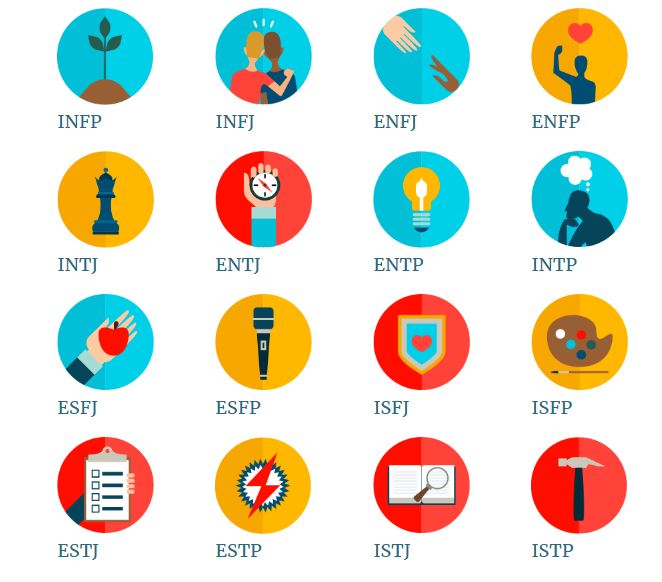 INFP INFJ ENFJ ENFP
INTJ ENTJ ENTP INTP
ESFJ ESFP ISFJ ISFP
ESTJ ESTP ISTJ ISTP